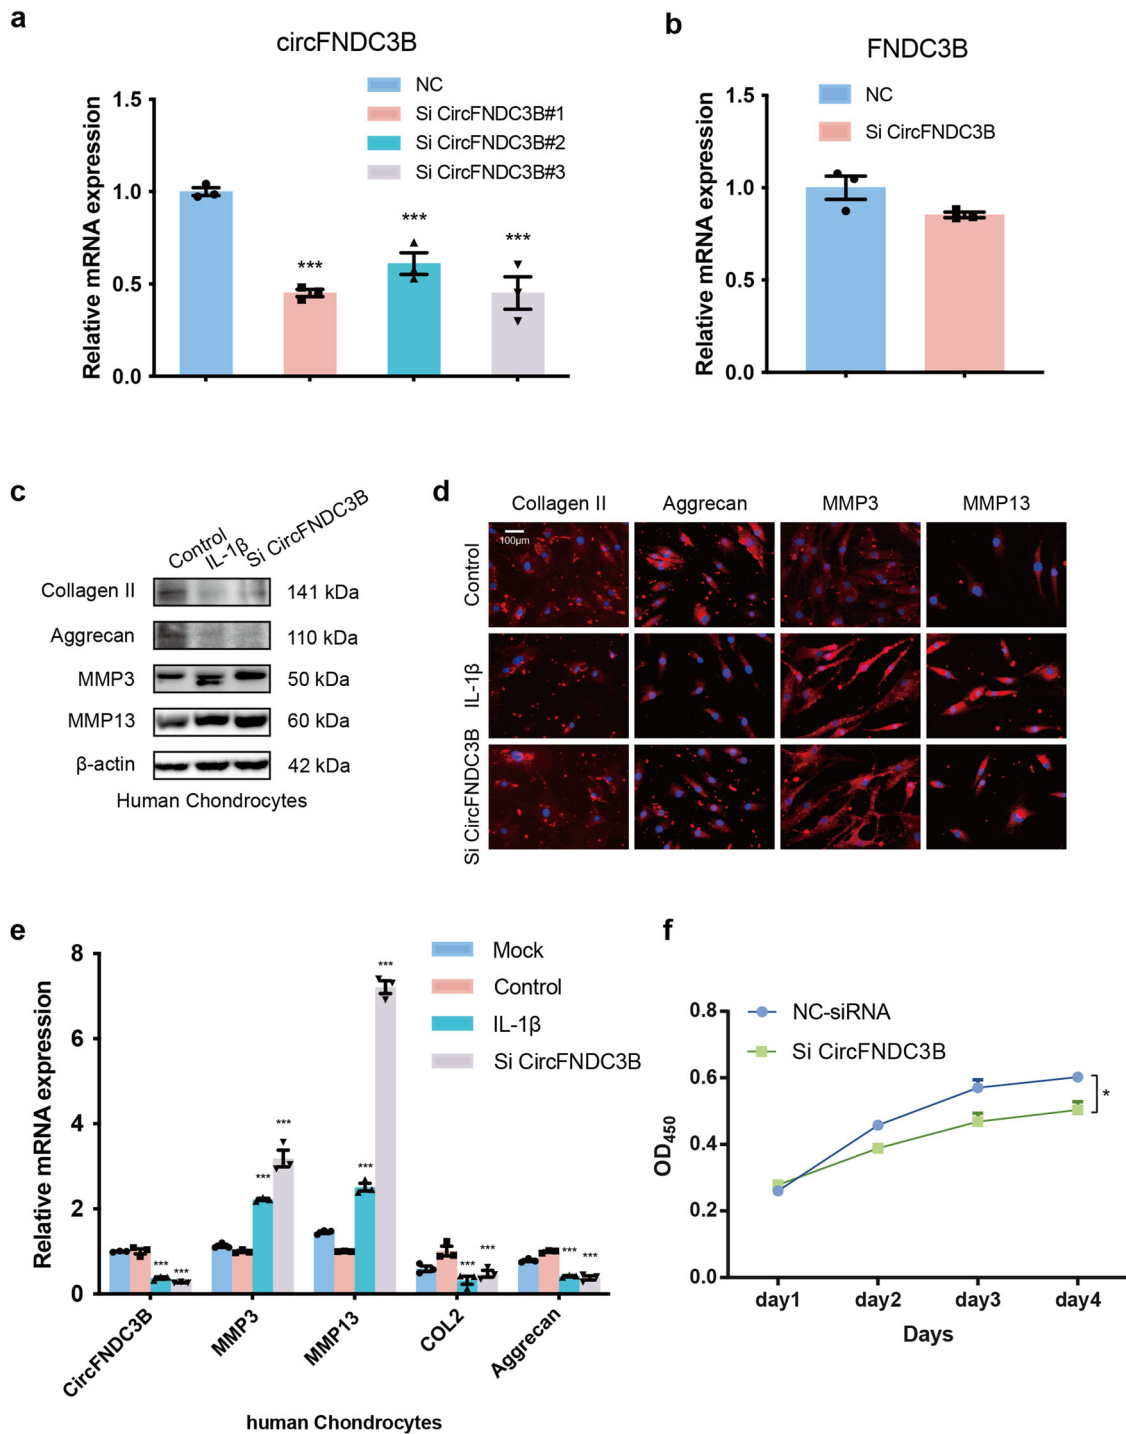 a
circFNDC3B
NC
Si CircFNDC3B#1
Si CircFNDC3B#2
Si CircFNDC3B#3
Relative mRNA expression
1.5
1.0
0.5
0.0
***
***
***
b
FNDC3B
NC
Si CircFNDC3B
Relative mRNA expression
1.5
1.0
0.5
0.0
c
Control
IL-1β
Si CircFNDC3B
Collagen II 141 kDa
Aggrecan 110 kDa
MMP3 50 kDa
MMP13 60 kDa
β-actin 42 kDa
Human Chondrocytes
d
Collagen II Aggrecan MMP3 MMP13
100μm
Control
IL-1β
Si CircFNDC3B
e
Mock
Control
IL-1β
Si CircFNDC3B
Relative mRNA expression
8
6
4
2
0
*** ***
*** ***
*** ***
*** ***
*** ***
CircFNDC3B MMP3 MMP13 COL2 Aggrecan
human Chondrocytes
f
NC-siRNA
Si CircFNDC3B
OD450
0.8
0.6
0.4
0.2
0.0
*
day1 day2 day3 day4
Days